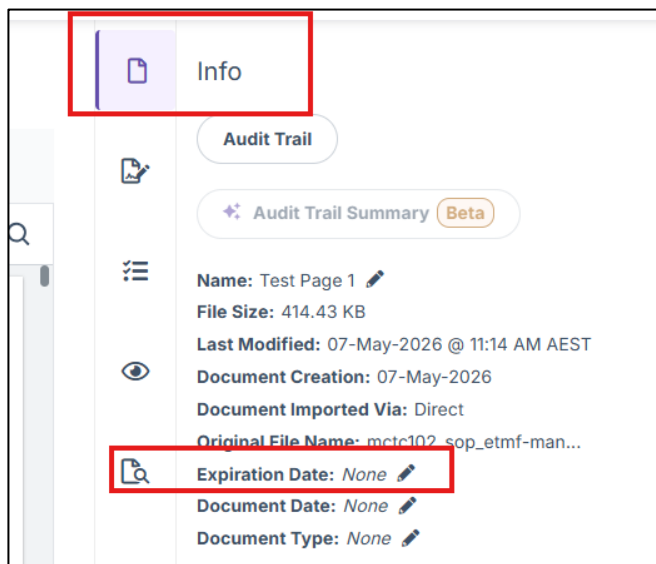 Info
Audit Trail
Audit Trail Summary Beta
Name: Test Page 1
File Size: 414.43 KB
Last Modified: 07-May-2026 @ 11:14 AM AEST
Document Creation: 07-May-2026
Document Imported Via: Direct
Original File Name: mctc102_sop_etmf-man...
Expiration Date: None
Document Date: None
Document Type: None